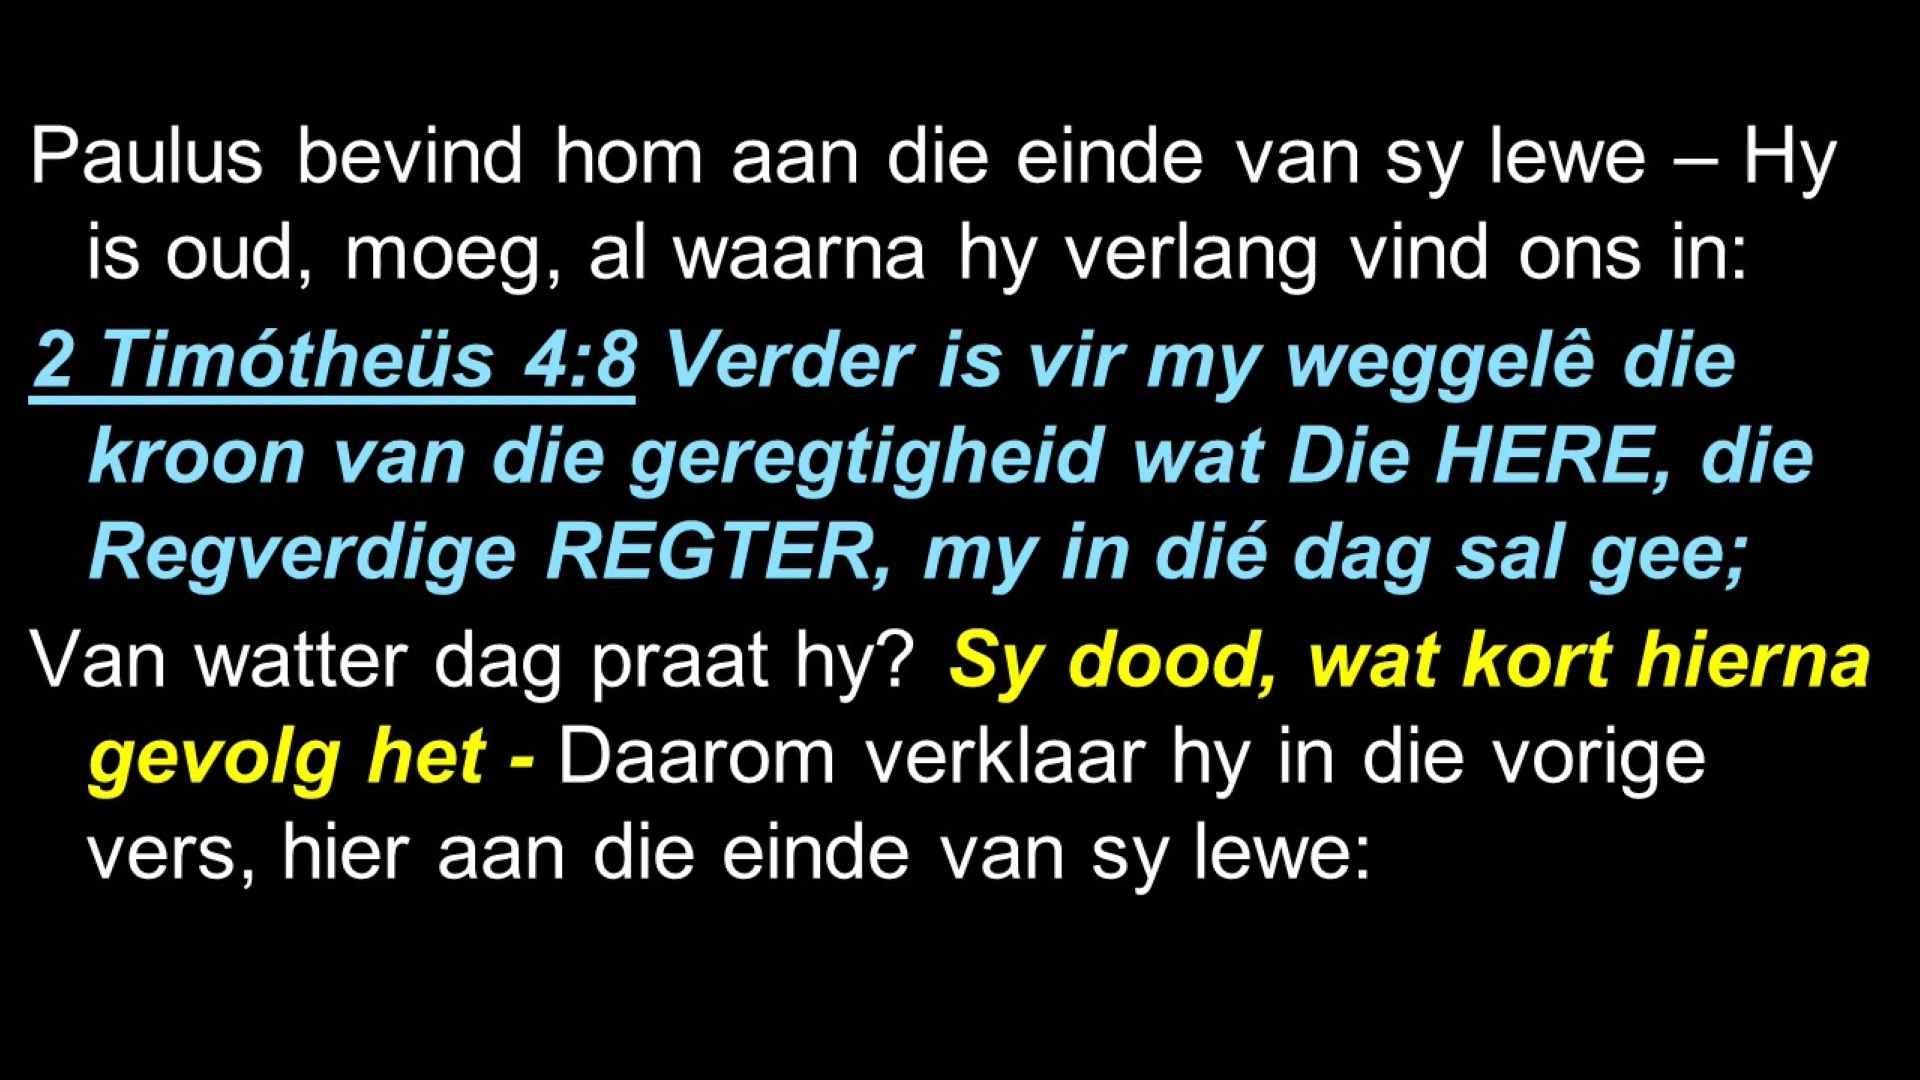 Paulus bevind hom aan die einde van sy lewe – Hy
is oud, moeg, al waarna hy verlang vind ons in:
2 Timótheüs 4:8 Verder is vir my weggelê die
kroon van die geregtigheid wat Die HERE, die
Regverdige REGTER, my in dié dag sal gee;
Van watter dag praat hy? Sy dood, wat kort hierna
gevolg het - Daarom verklaar hy in die vorige
vers, hier aan die einde van sy lewe: